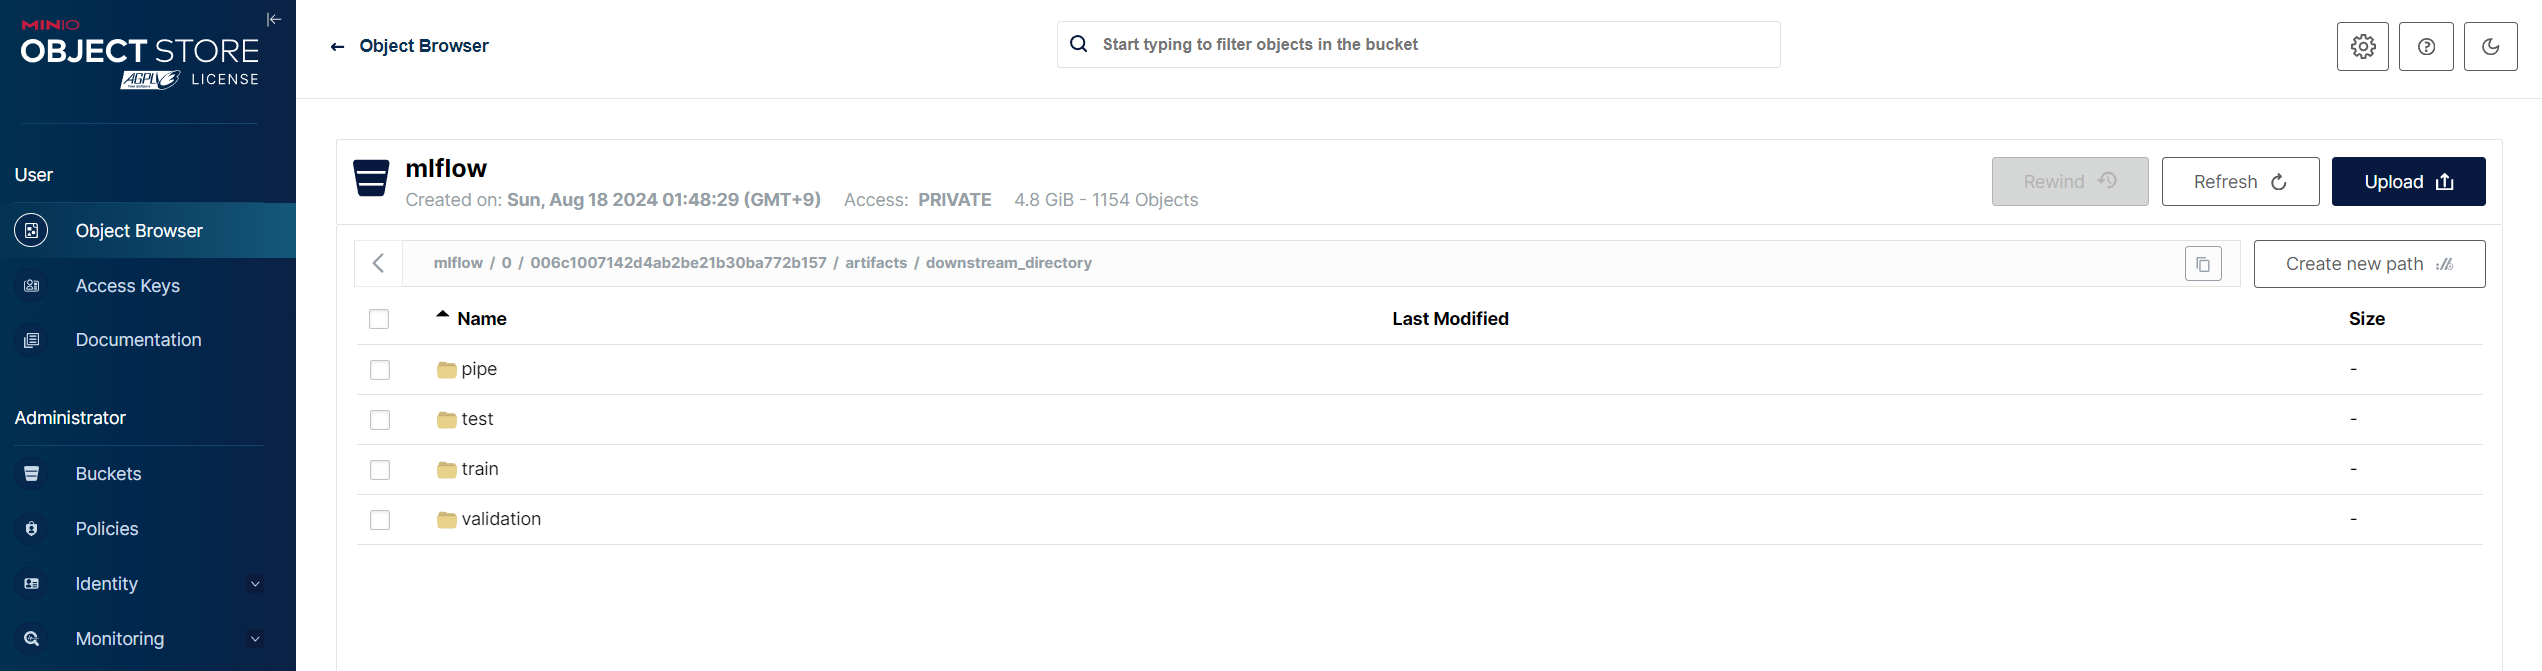 MINIO
OBJECT STORE
AGPL v3 LICENSE
User
Object Browser
Access Keys
Documentation
Administrator
Buckets
Policies
Identity
Monitoring
Object Browser
Start typing to filter objects in the bucket
mlflow
Created on: Sun, Aug 18 2024 01:48:29 (GMT+9) Access: PRIVATE 4.8 GiB - 1154 Objects
Rewind
Refresh
Upload
mlflow / 0 / 006c1007142d4ab2be21b30ba772b157 / artifacts / downstream_directory
Create new path
Name Last Modified Size
pipe -
test -
train -
validation -